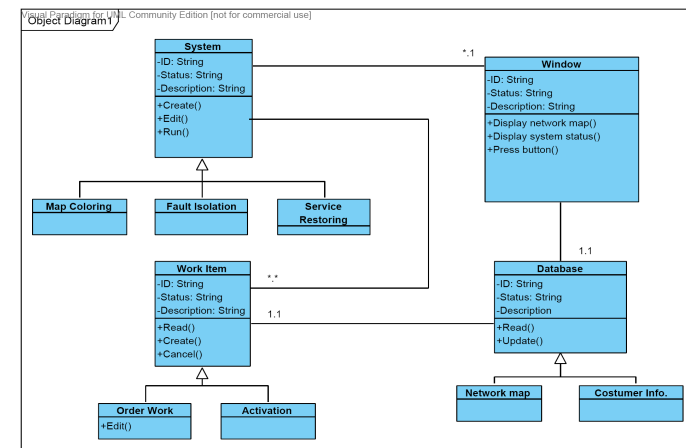 Visual Paradigm for UML Community Edition [not for commercial use]
Object Diagram1
System
-ID: String
-Status: String
-Description: String
+Create()
+Edit()
+Run()
*.1
Window
-ID: String
-Status: String
-Description: String
+Display network map()
+Display system status()
+Press button()
Map Coloring
Fault Isolation
Service
Restoring
1.1
Work Item
-ID: String
-Status: String
-Description: String
+Read()
+Create()
+Cancel()
*.*
1.1
Database
-ID: String
-Status: String
-Description
+Read()
+Update()
Network map
Costumer Info.
Order Work
+Edit()
Activation